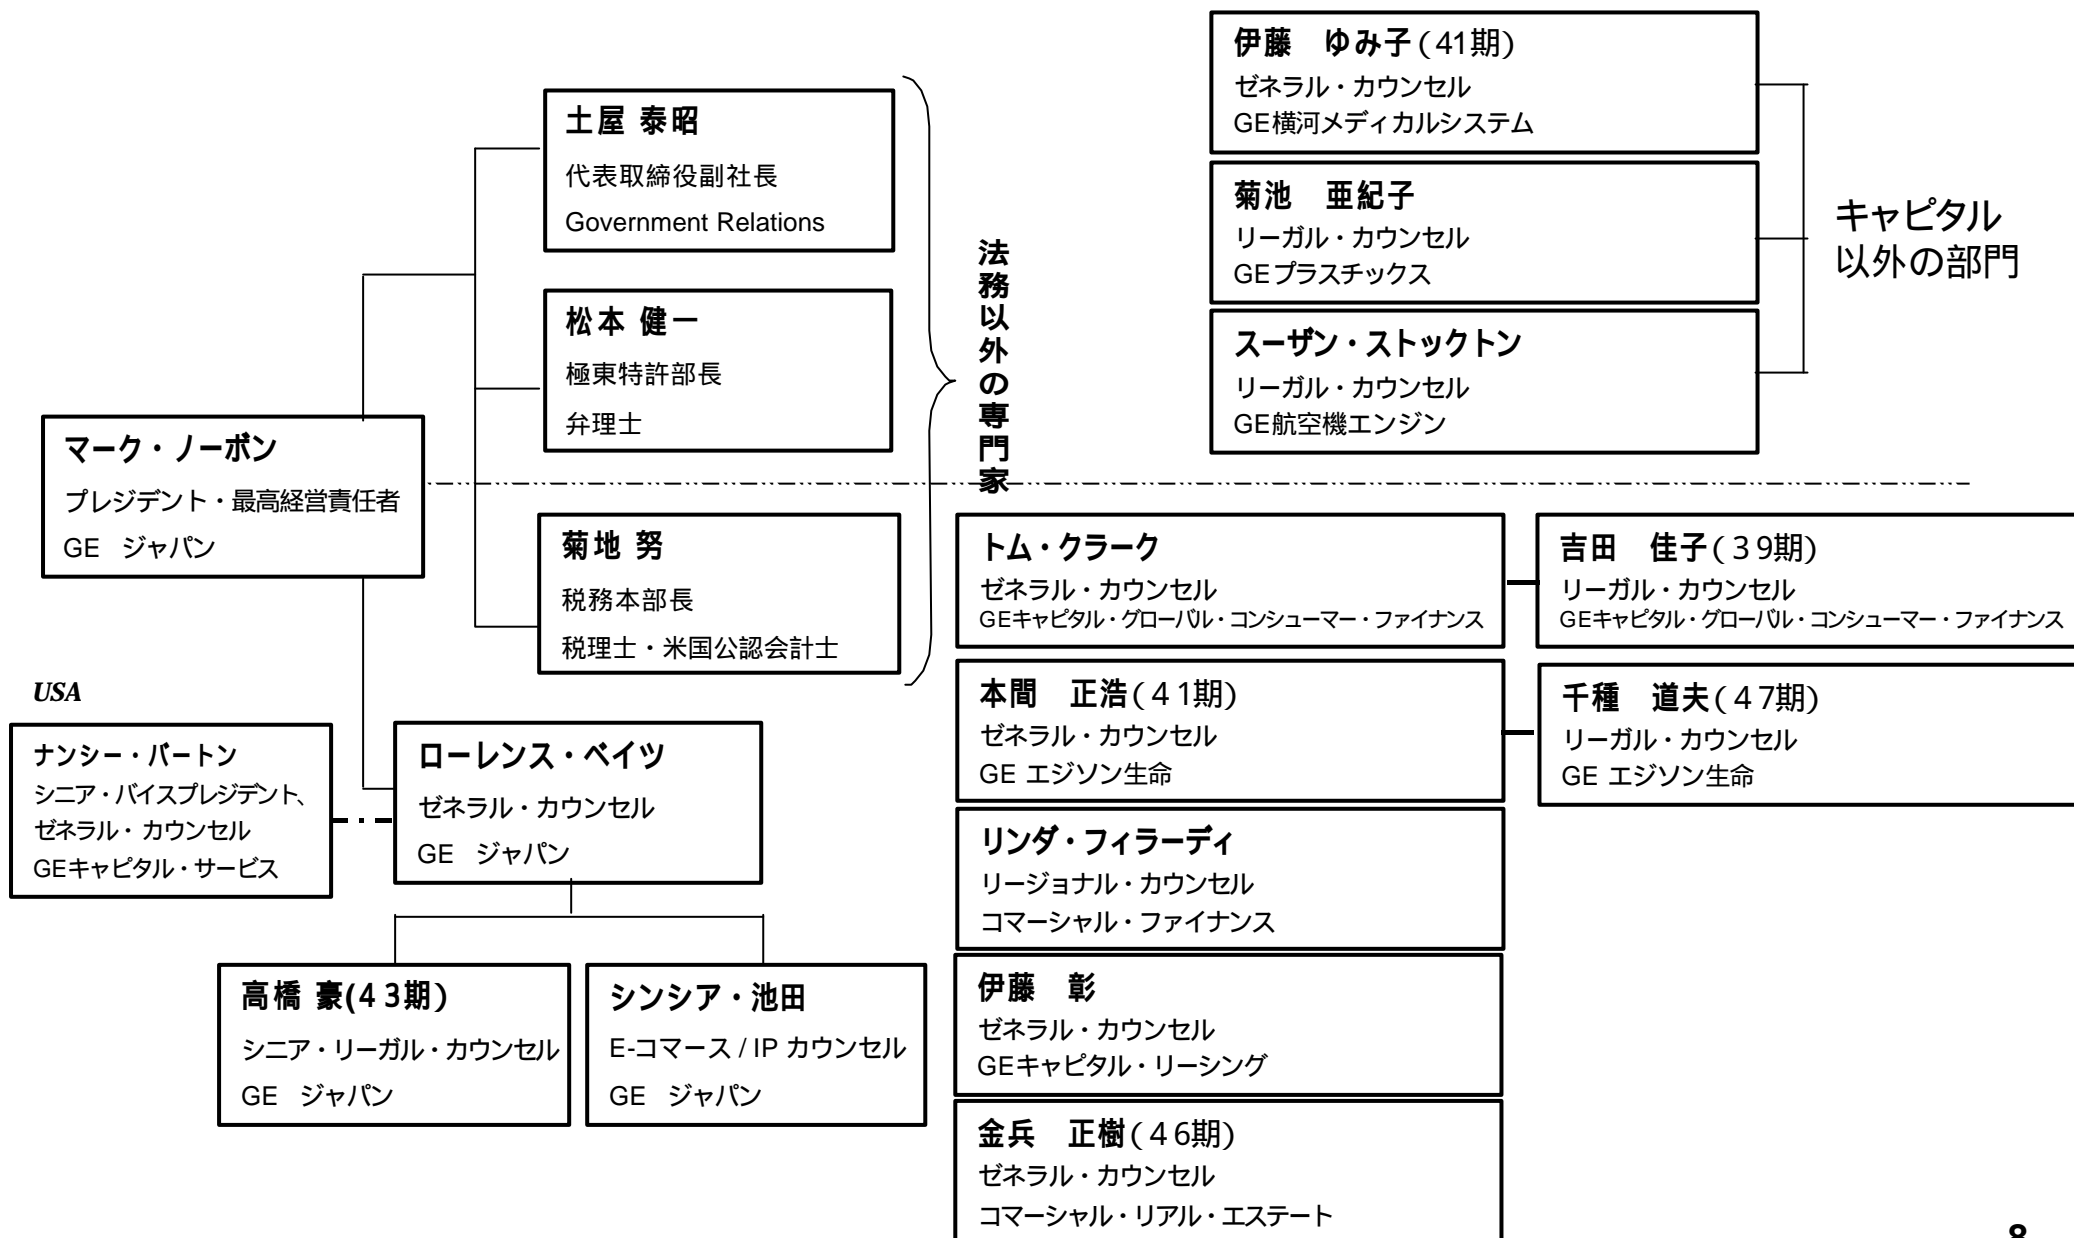 伊藤　ゆみ子(41期)
ゼネラル・カウンセル
GE横河メディカルシステム
土屋 泰昭
代表取締役副社長
Government Relations
菊池　亜紀子
リーガル・カウンセル
GEプラスチックス
キャピタル
以外の部門
法務以外の専門家
松本 健一
極東特許部長
弁理士
スーザン・ストックトン
リーガル・カウンセル
GE航空機エンジン
マーク・ノーボン
プレジデント・最高経営責任者
GE　ジャパン
菊地 努
税務本部長
税理士・米国公認会計士
トム・クラーク
ゼネラル・カウンセル
GEキャピタル・グローバル・コンシューマー・ファイナンス
吉田　佳子(39期)
リーガル・カウンセル
GEキャピタル・グローバル・コンシューマー・ファイナンス
本間　正浩(41期)
ゼネラル・カウンセル
GE エジソン生命
千種　道夫(47期)
リーガル・カウンセル
GE エジソン生命
USA
ナンシー・バートン
シニア・バイスプレジデント、
ゼネラル・カウンセル
GEキャピタル・サービス
ローレンス・ベイツ
ゼネラル・カウンセル
GE　ジャパン
リンダ・フィラーディ
リージョナル・カウンセル
コマーシャル・ファイナンス
高橋 豪(43期)
シニア・リーガル・カウンセル
GE　ジャパン
シンシア・池田
E-コマース / IP カウンセル
GE　ジャパン
伊藤　彰
ゼネラル・カウンセル
GEキャピタル・リーシング
金兵　正樹(46期)
ゼネラル・カウンセル
コマーシャル・リアル・エステート
8